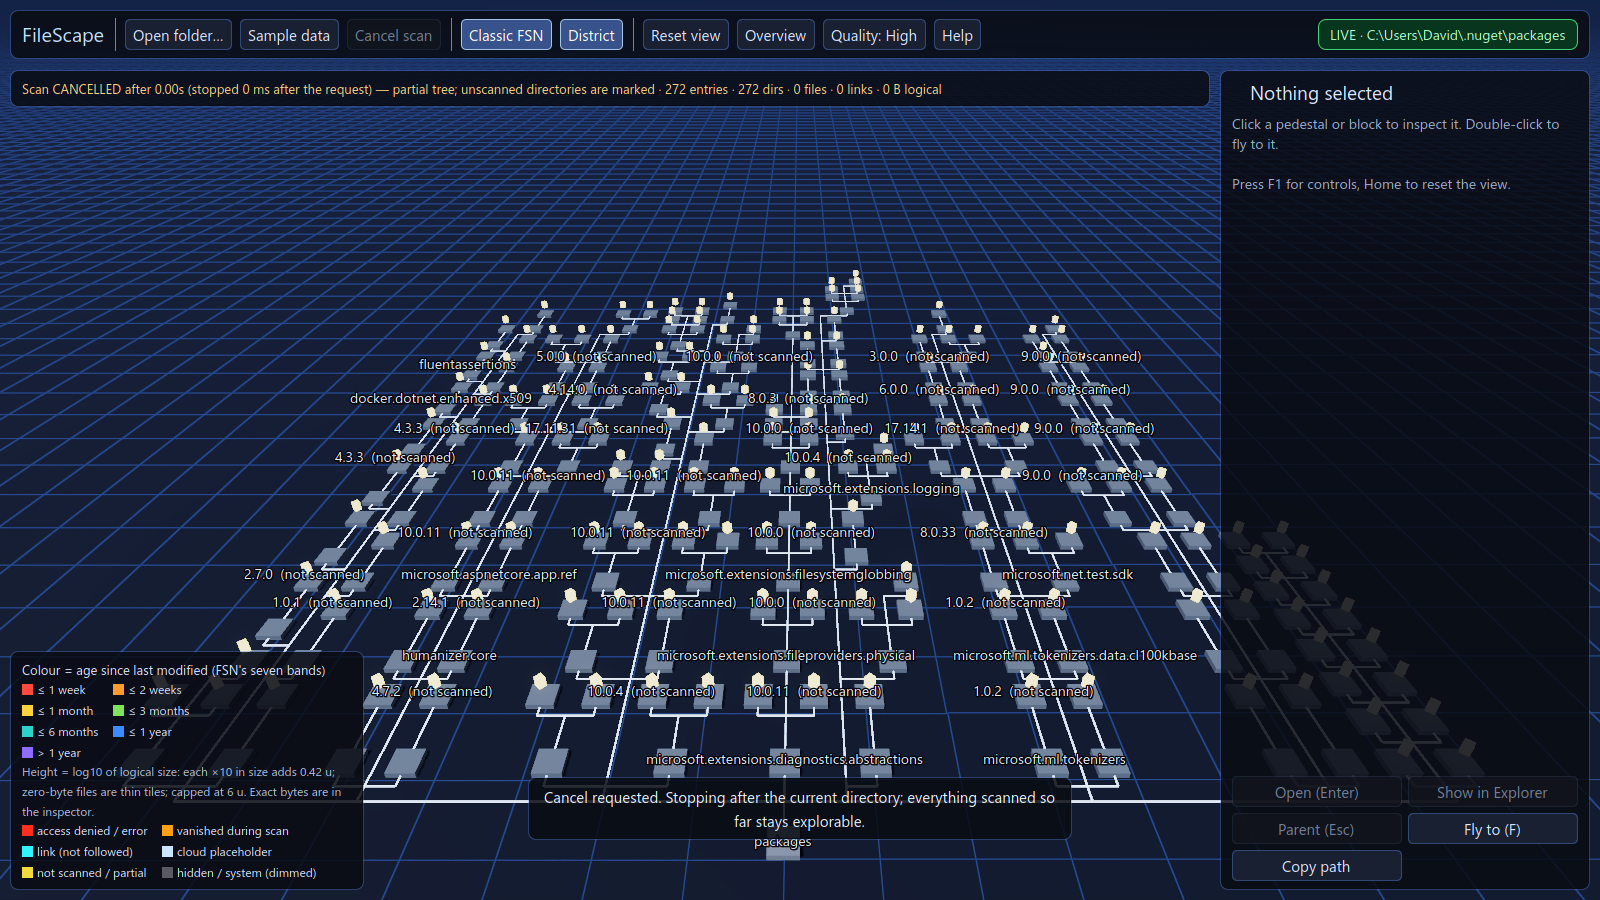 FileScape
Open folder...
Sample data
Cancel scan
Classic FSN
District
Reset view
Overview
Quality: High
Help
LIVE · C:\Users\David\.nuget\packages
Scan CANCELLED after 0.00s (stopped 0 ms after the request) — partial tree; unscanned directories are marked · 272 entries · 272 dirs · 0 files · 0 links · 0 B logical
Nothing selected
Click a pedestal or block to inspect it. Double-click to
fly to it.
Press F1 for controls, Home to reset the view.
5.0.0 (not scanned)
10.0.0 (not scanned)
3.0.0 (not scanned)
9.0.0 (not scanned)
fluentassertions
4.14.0 (not scanned)
6.0.0 (not scanned)
9.0.0 (not scanned)
docker.dotnet.enhanced.x509
8.0.3 (not scanned)
4.3.3 (not scanned)
17.11.31 (not scanned)
10.0.0 (not scanned)
17.14.1 (not scanned)
9.0.0 (not scanned)
4.3.3 (not scanned)
10.0.4 (not scanned)
10.0.11 (not scanned)
10.0.11 (not scanned)
9.0.0 (not scanned)
microsoft.extensions.logging
10.0.11 (not scanned)
10.0.11 (not scanned)
10.0.0 (not scanned)
8.0.33 (not scanned)
2.7.0 (not scanned)
microsoft.aspnetcore.app.ref
microsoft.extensions.filesystemglobbing
microsoft.net.test.sdk
1.0.1 (not scanned)
2.14.1 (not scanned)
10.0.11 (not scanned)
10.0.0 (not scanned)
1.0.2 (not scanned)
humanizer.core
microsoft.extensions.fileproviders.physical
microsoft.ml.tokenizers.data.cl100kbase
4.7.2 (not scanned)
10.0.4 (not scanned)
10.0.11 (not scanned)
1.0.2 (not scanned)
microsoft.extensions.diagnostics.abstractions
microsoft.ml.tokenizers
Cancel requested. Stopping after the current directory; everything scanned so
far stays explorable.
packages
Colour = age since last modified (FSN's seven bands)
≤ 1 week
≤ 2 weeks
≤ 1 month
≤ 3 months
≤ 6 months
≤ 1 year
> 1 year
Height = log10 of logical size: each ×10 in size adds 0.42 u;
zero-byte files are thin tiles; capped at 6 u. Exact bytes are in
the inspector.
access denied / error
vanished during scan
link (not followed)
cloud placeholder
not scanned / partial
hidden / system (dimmed)
Open (Enter)
Show in Explorer
Parent (Esc)
Fly to (F)
Copy path